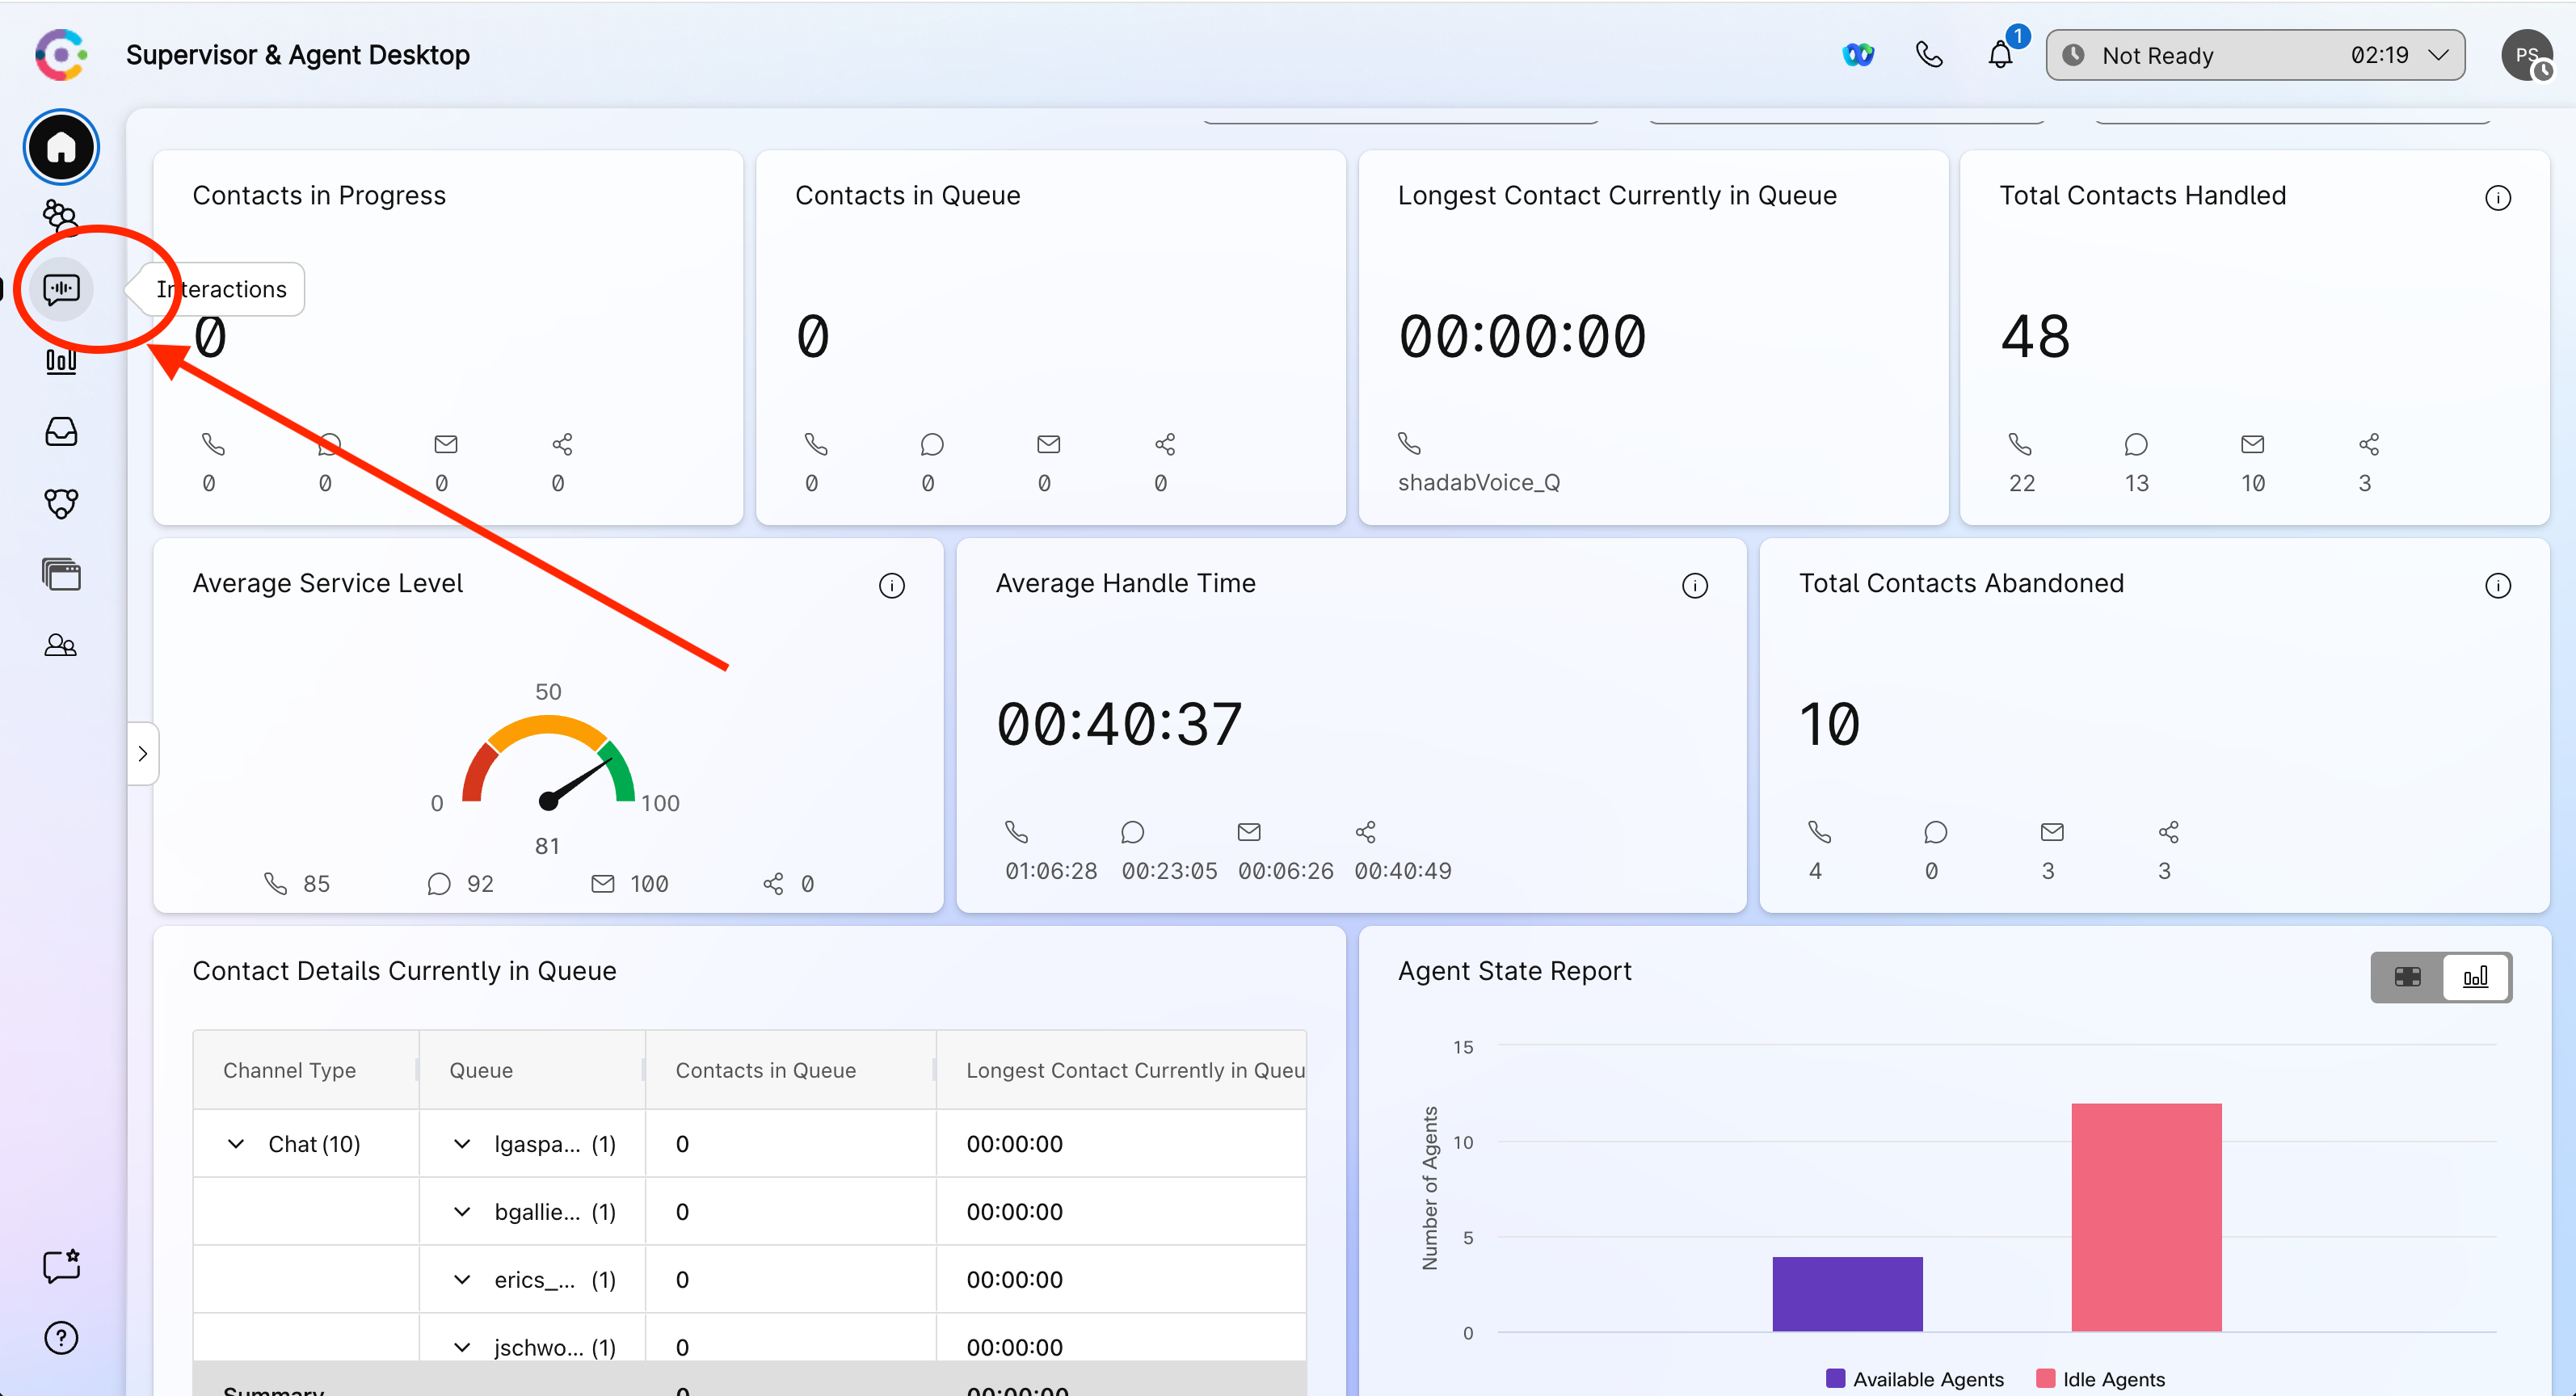 Supervisor & Agent Desktop
1
Not Ready 02:19
PS
Interactions
Contacts in Progress
0
0 0 0 0
Contacts in Queue
0
0 0 0 0
Longest Contact Currently in Queue
00:00:00
shadabVoice_Q
Total Contacts Handled
48
22 13 10 3
Average Service Level
50
0 100
81
85 92 100 0
Average Handle Time
00:40:37
01:06:28 00:23:05 00:06:26 00:40:49
Total Contacts Abandoned
10
4 0 3 3
Contact Details Currently in Queue
Channel Type Queue Contacts in Queue Longest Contact Currently in Queu
Chat (10) lgaspa... (1) 0 00:00:00
bgallie... (1) 0 00:00:00
erics_... (1) 0 00:00:00
jschwo... (1) 0 00:00:00
Summary 0 00:00:00
Agent State Report
15
10
5
0
Number of Agents
Available Agents Idle Agents